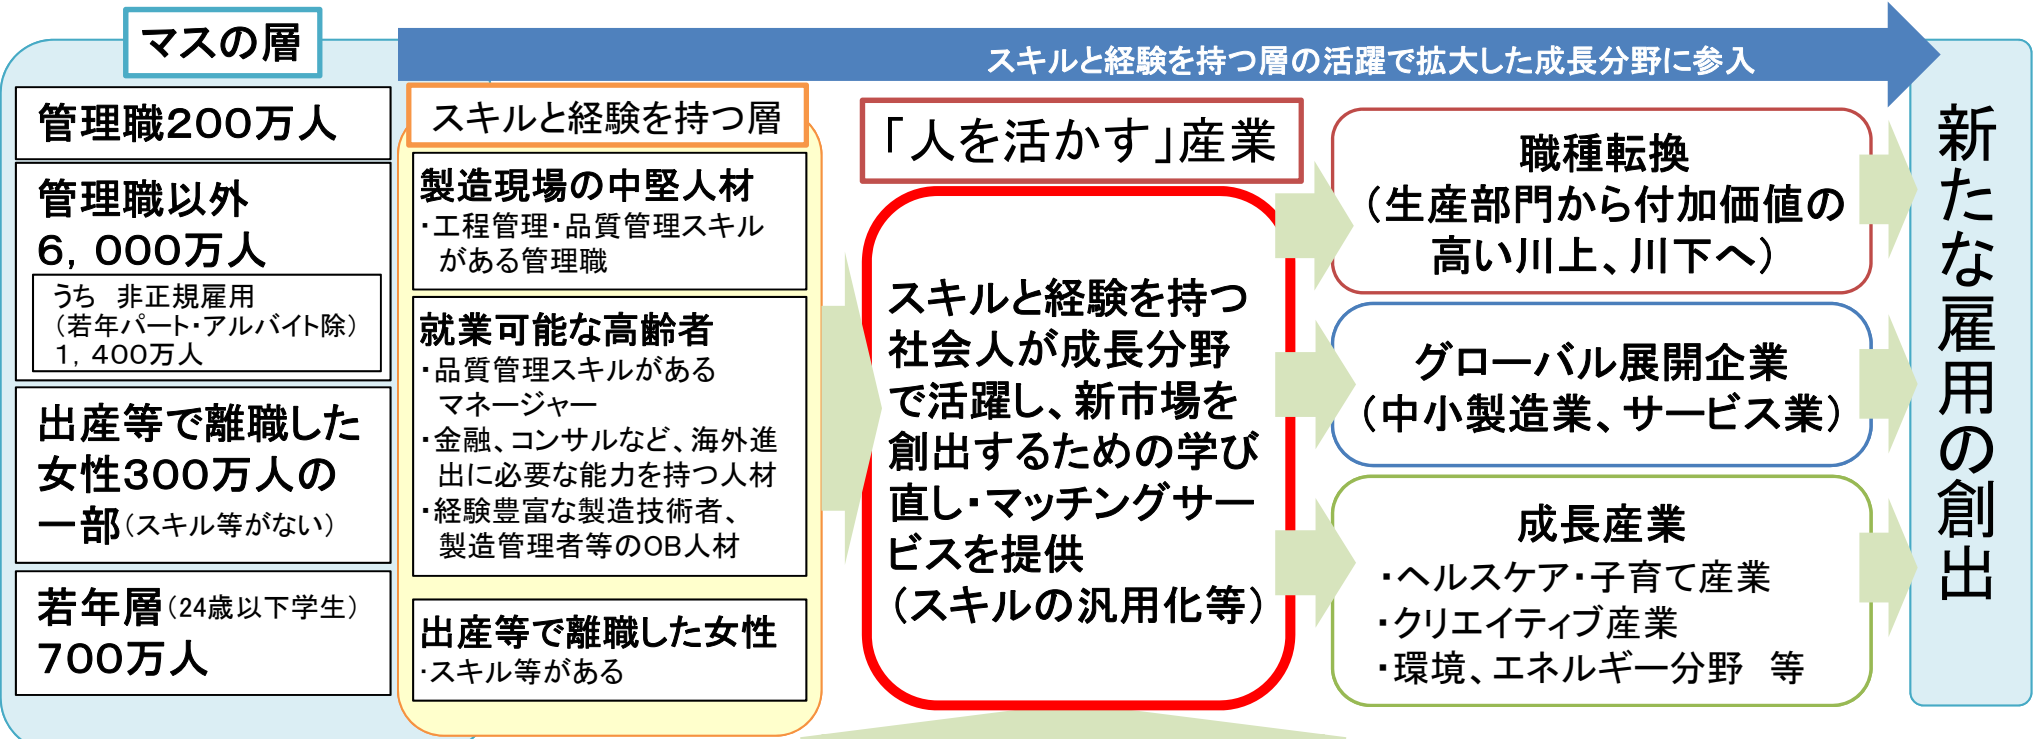 マスの層
管理職200万人
管理職以外
6，000万人
うち　非正規雇用
（若年パート・アルバイト除）
1，400万人
出産等で離職した
女性300万人の
一部（スキル等がない）
若年層（24歳以下学生）
700万人
スキルと経験を持つ層の活躍で拡大した成長分野に参入
スキルと経験を持つ層
製造現場の中堅人材
・工程管理・品質管理スキル
がある管理職
就業可能な高齢者
・品質管理スキルがある
マネージャー
・金融、コンサルなど、海外進
出に必要な能力を持つ人材
・経験豊富な製造技術者、
製造管理者等のOB人材
出産等で離職した女性
・スキル等がある
「人を活かす」産業
スキルと経験を持つ
社会人が成長分野
で活躍し、新市場を
創出するための学び
直し・マッチングサー
ビスを提供
（スキルの汎用化等）
職種転換
（生産部門から付加価値の
高い川上、川下へ）
グローバル展開企業
（中小製造業、サービス業）
成長産業
・ヘルスケア・子育て産業
・クリエイティブ産業
・環境、エネルギー分野　等
新たな雇用の創出